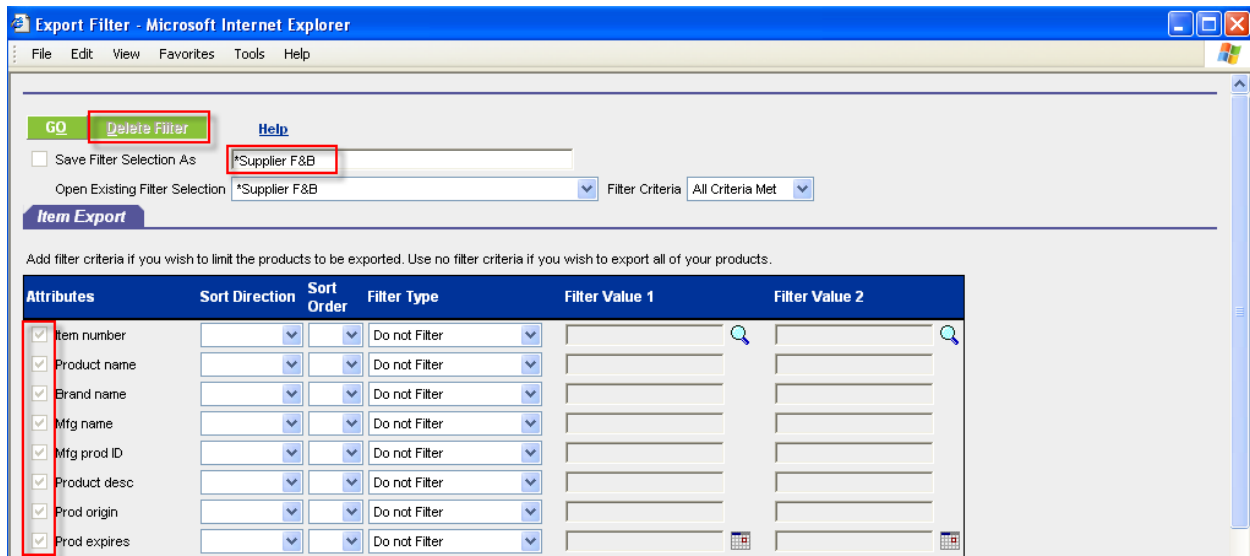 Export Filter - Microsoft Internet Explorer
File Edit View Favorites Tools Help
GO Delete Filter Help
Save Filter Selection As *Supplier F&B
Open Existing Filter Selection *Supplier F&B Filter Criteria All Criteria Met
Item Export
Add filter criteria if you wish to limit the products to be exported. Use no filter criteria if you wish to export all of your products.
Attributes Sort Direction Sort Order Filter Type Filter Value 1 Filter Value 2
Item number Do not Filter
Product name Do not Filter
Brand name Do not Filter
Mfg name Do not Filter
Mfg prod ID Do not Filter
Product desc Do not Filter
Prod origin Do not Filter
Prod expires Do not Filter